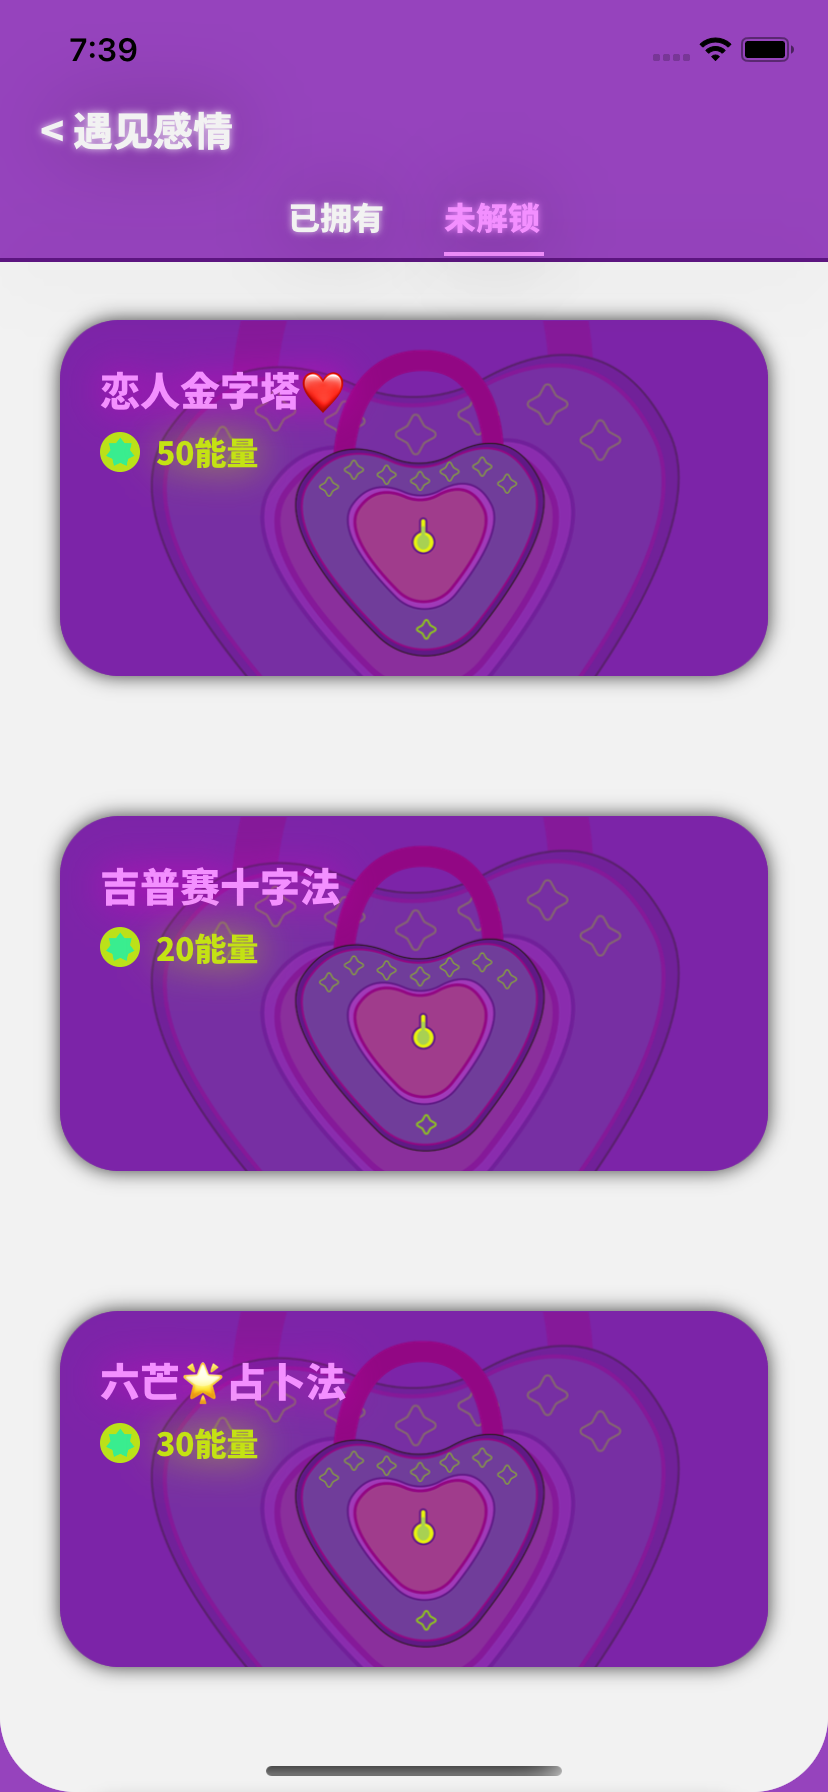 7:39
< 遇见感情
已拥有 未解锁
恋人金字塔❤️
50能量
吉普赛十字法
20能量
六芒🌟占卜法
30能量